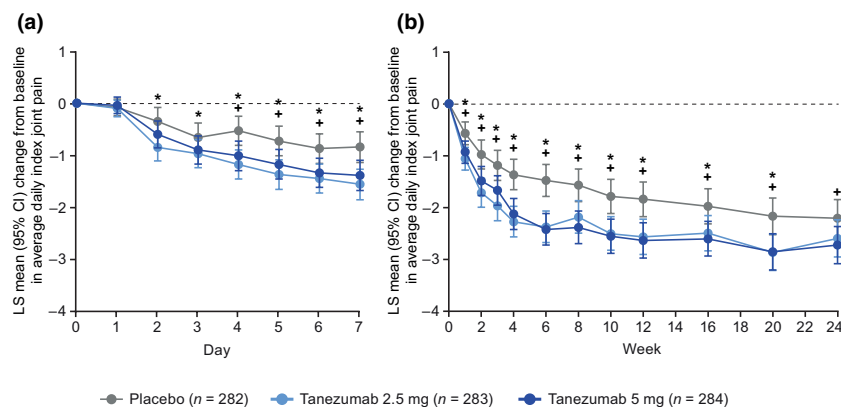 (a)
LS mean (95% CI) change from baseline
in average daily index joint pain
1
0
–1
–2
–3
–4
* * * * * *
+ + + +
0 1 2 3 4 5 6 7
Day
(b)
LS mean (95% CI) change from baseline
in average daily index joint pain
1
0
–1
–2
–3
–4
* * * * * * * * * *
+ + + + + + + + + + +
0 2 4 6 8 10 12 16 20 24
Week
Placebo (n = 282) Tanezumab 2.5 mg (n = 283) Tanezumab 5 mg (n = 284)